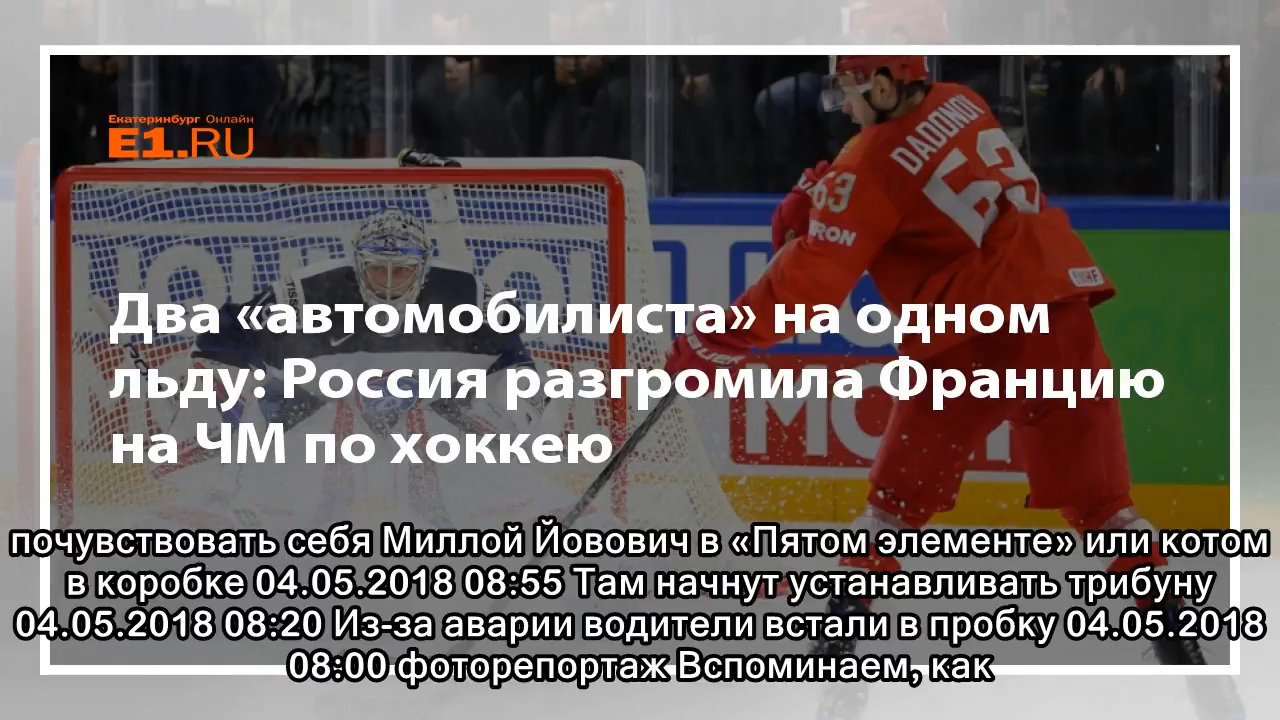 Екатеринбург Онлайн
E1.RU
DADONOV
63
63
Два «автомобилиста» на одном
льду: Россия разгромила Францию
на ЧМ по хоккею
почувствовать себя Миллой Йовович в «Пятом элементе» или котом
в коробке 04.05.2018 08:55 Там начнут устанавливать трибуну
04.05.2018 08:20 Из-за аварии водители встали в пробку 04.05.2018
08:00 фоторепортаж Вспоминаем, как